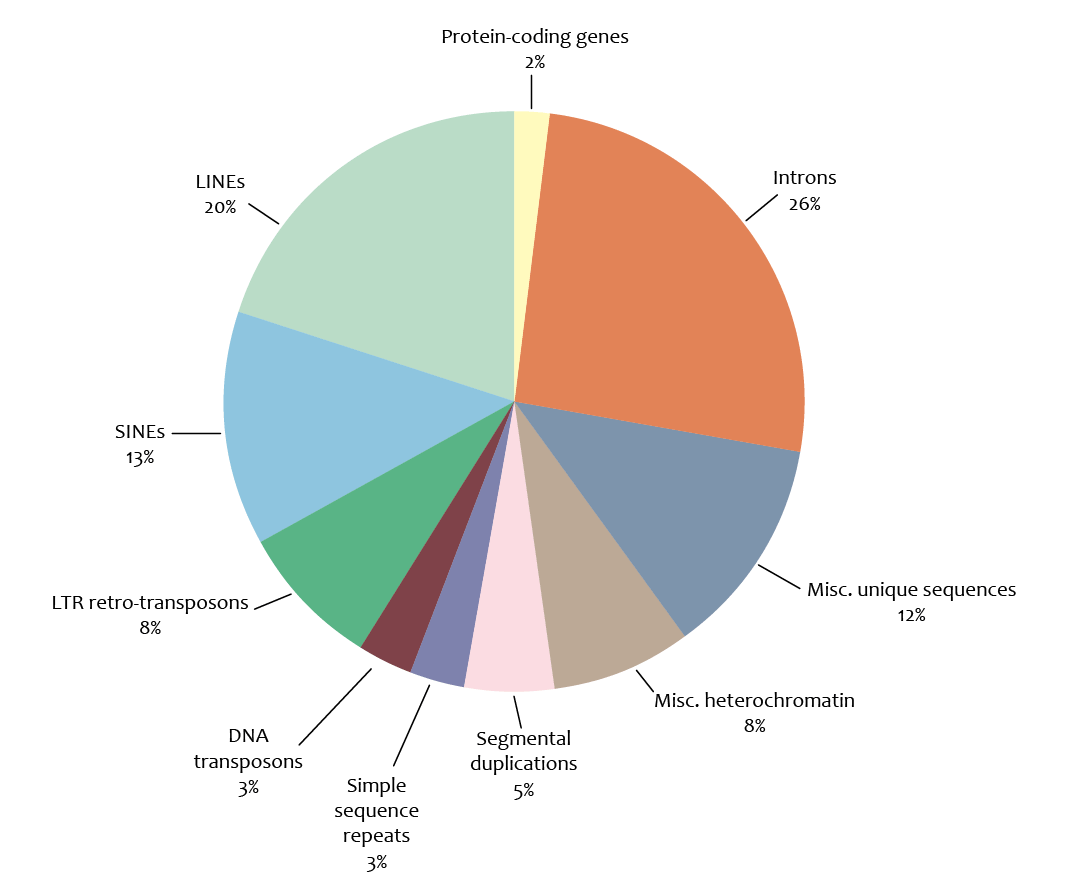 Protein-coding genes
2%
Introns
26%
Misc. unique sequences
12%
Misc. heterochromatin
8%
Segmental
duplications
5%
Simple
sequence
repeats
3%
DNA
transposons
3%
LTR retro-transposons
8%
SINEs
13%
LINEs
20%